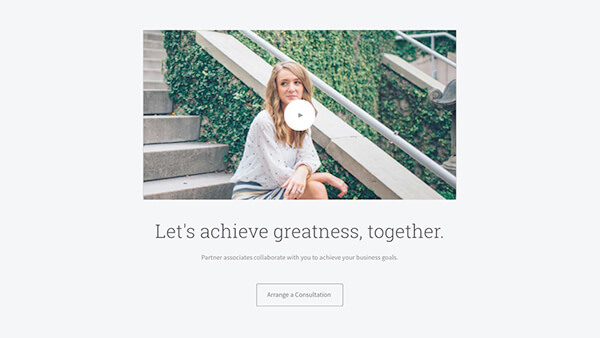 Let's achieve greatness, together.
Partner associates collaborate with you to achieve your business goals.
Arrange a Consultation